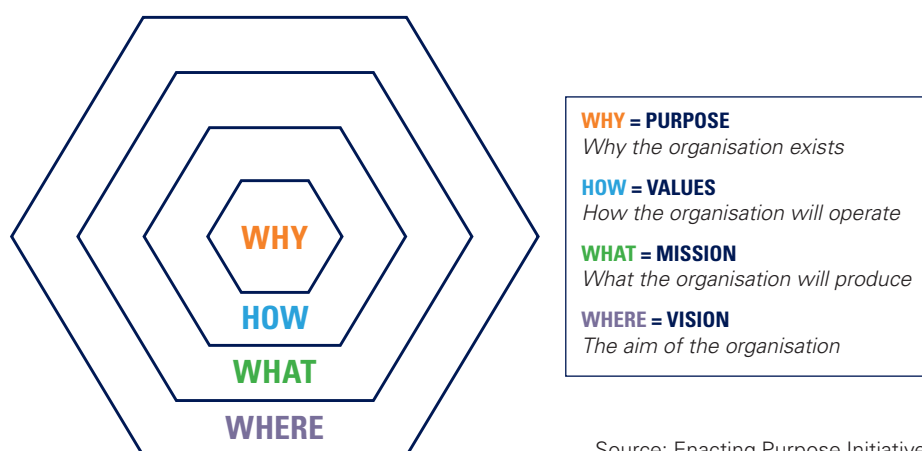 WHY
HOW
WHAT
WHERE
WHY = PURPOSE
Why the organisation exists
HOW = VALUES
How the organisation will operate
WHAT = MISSION
What the organisation will produce
WHERE = VISION
The aim of the organisation
Source: Enacting Purpose Initiative